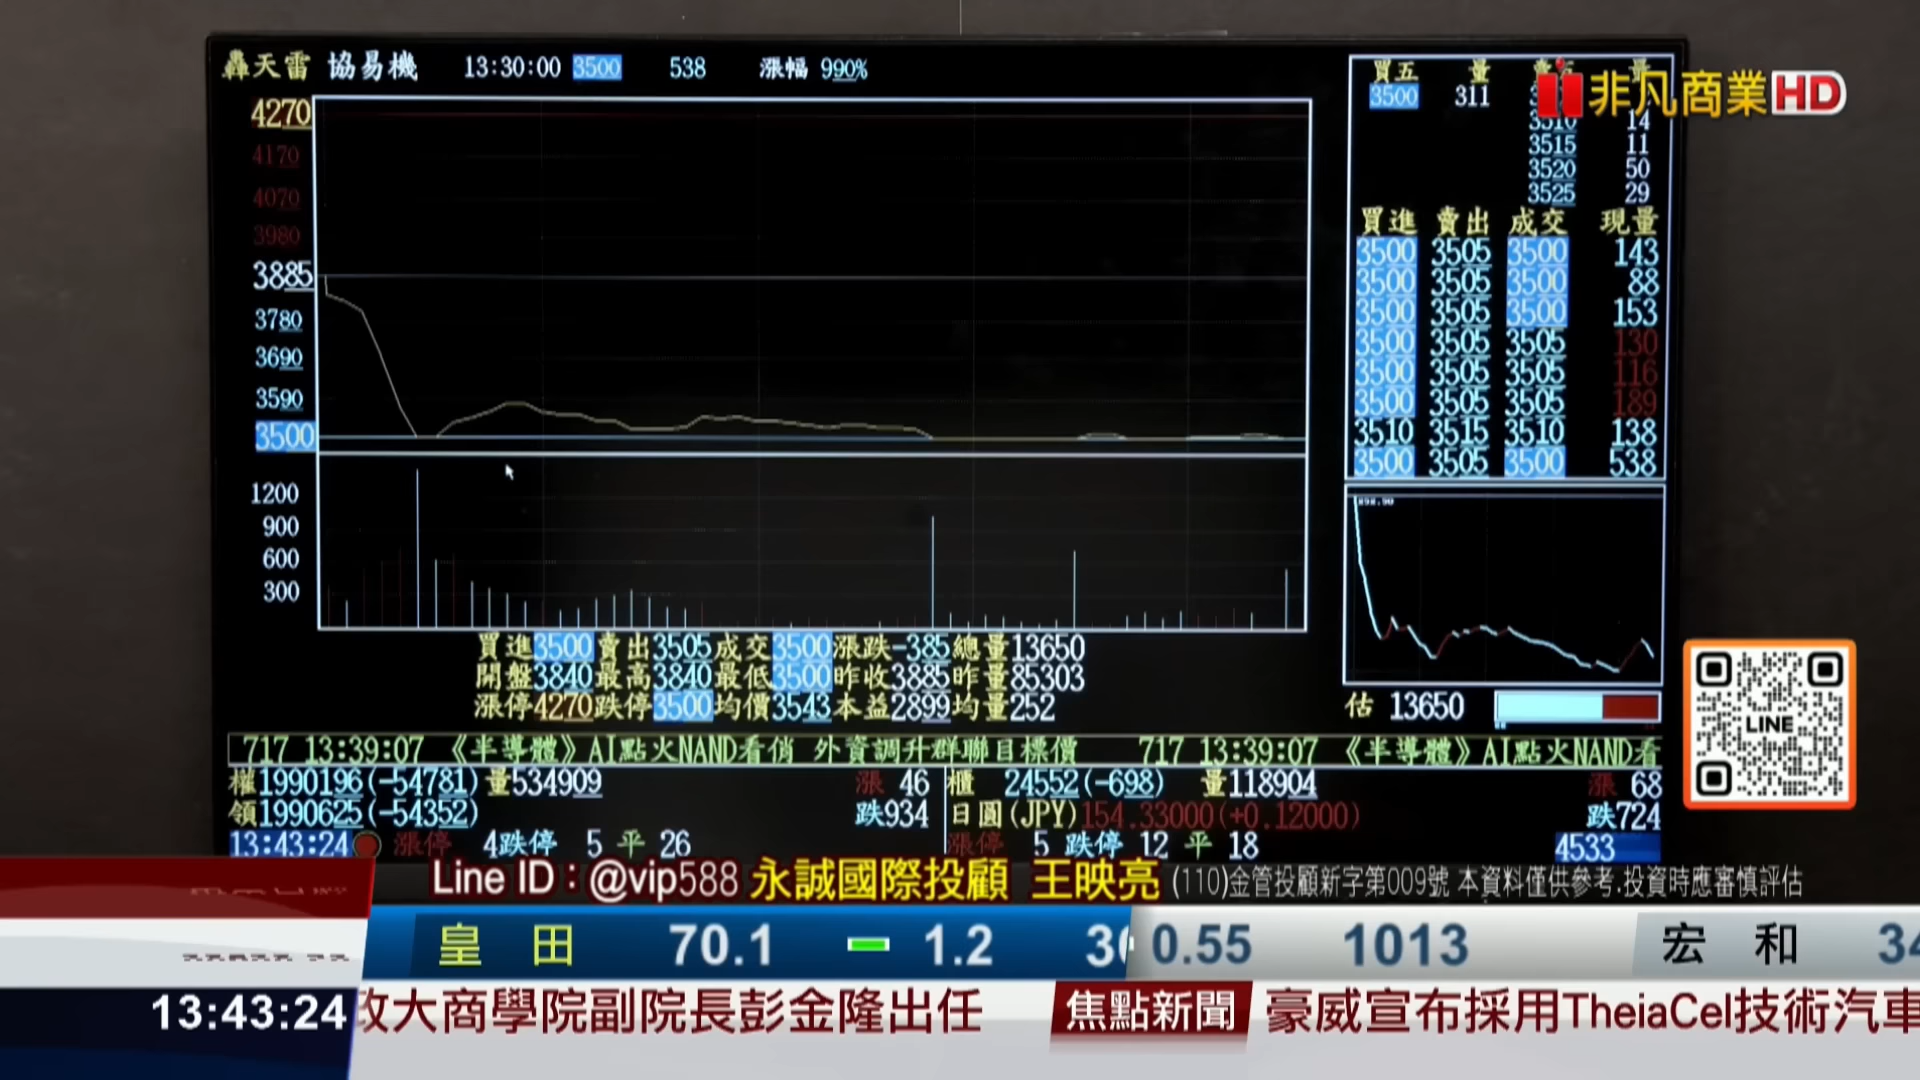 轟天雷 協易機 13:30:00 3500 538 漲幅 990%
非凡商業HD
4270
4170
4070
3980
3885
3780
3690
3590
3500
1200
900
600
300
買五 量 量
3500 311
3510 14
3515 11
3520 50
3525 29
買進 賣出 成交 現量
3500 3505 3500 143
3500 3505 3500 88
3500 3505 3500 153
3500 3505 3505 130
3500 3505 3505 116
3500 3505 3505 189
3510 3515 3510 138
3500 3505 3500 538
買進3500賣出3505成交3500漲跌-385總量13650
開盤3840最高3840最低3500昨收3885昨量85303
漲停4270跌停3500均價3543本益2899均量252
估 13650
LINE
717 13:39:07 《半導體》AI點火NAND看俏 外資調升群聯目標價 717 13:39:07 《半導體》AI點火NAND看
權1990196(-54781)量534909 漲 46
櫃 24552(-698) 量118904 漲 68
領1990625(-54352) 跌934
日圓(JPY)154.33000(+0.12000) 跌724
13:43:24 漲停 4跌停 5 平 26
漲停 5 跌停 12 平 18 4533
Line ID：@vip588 永誠國際投顧 王映亮 (110)金管投顧新字第009號 本資料僅供參考.投資時應審慎評估
皇田 70.1 1.2 0.55 1013 宏和 34
13:43:24 政大商學院副院長彭金隆出任 焦點新聞 豪威宣布採用TheiaCel技術汽車